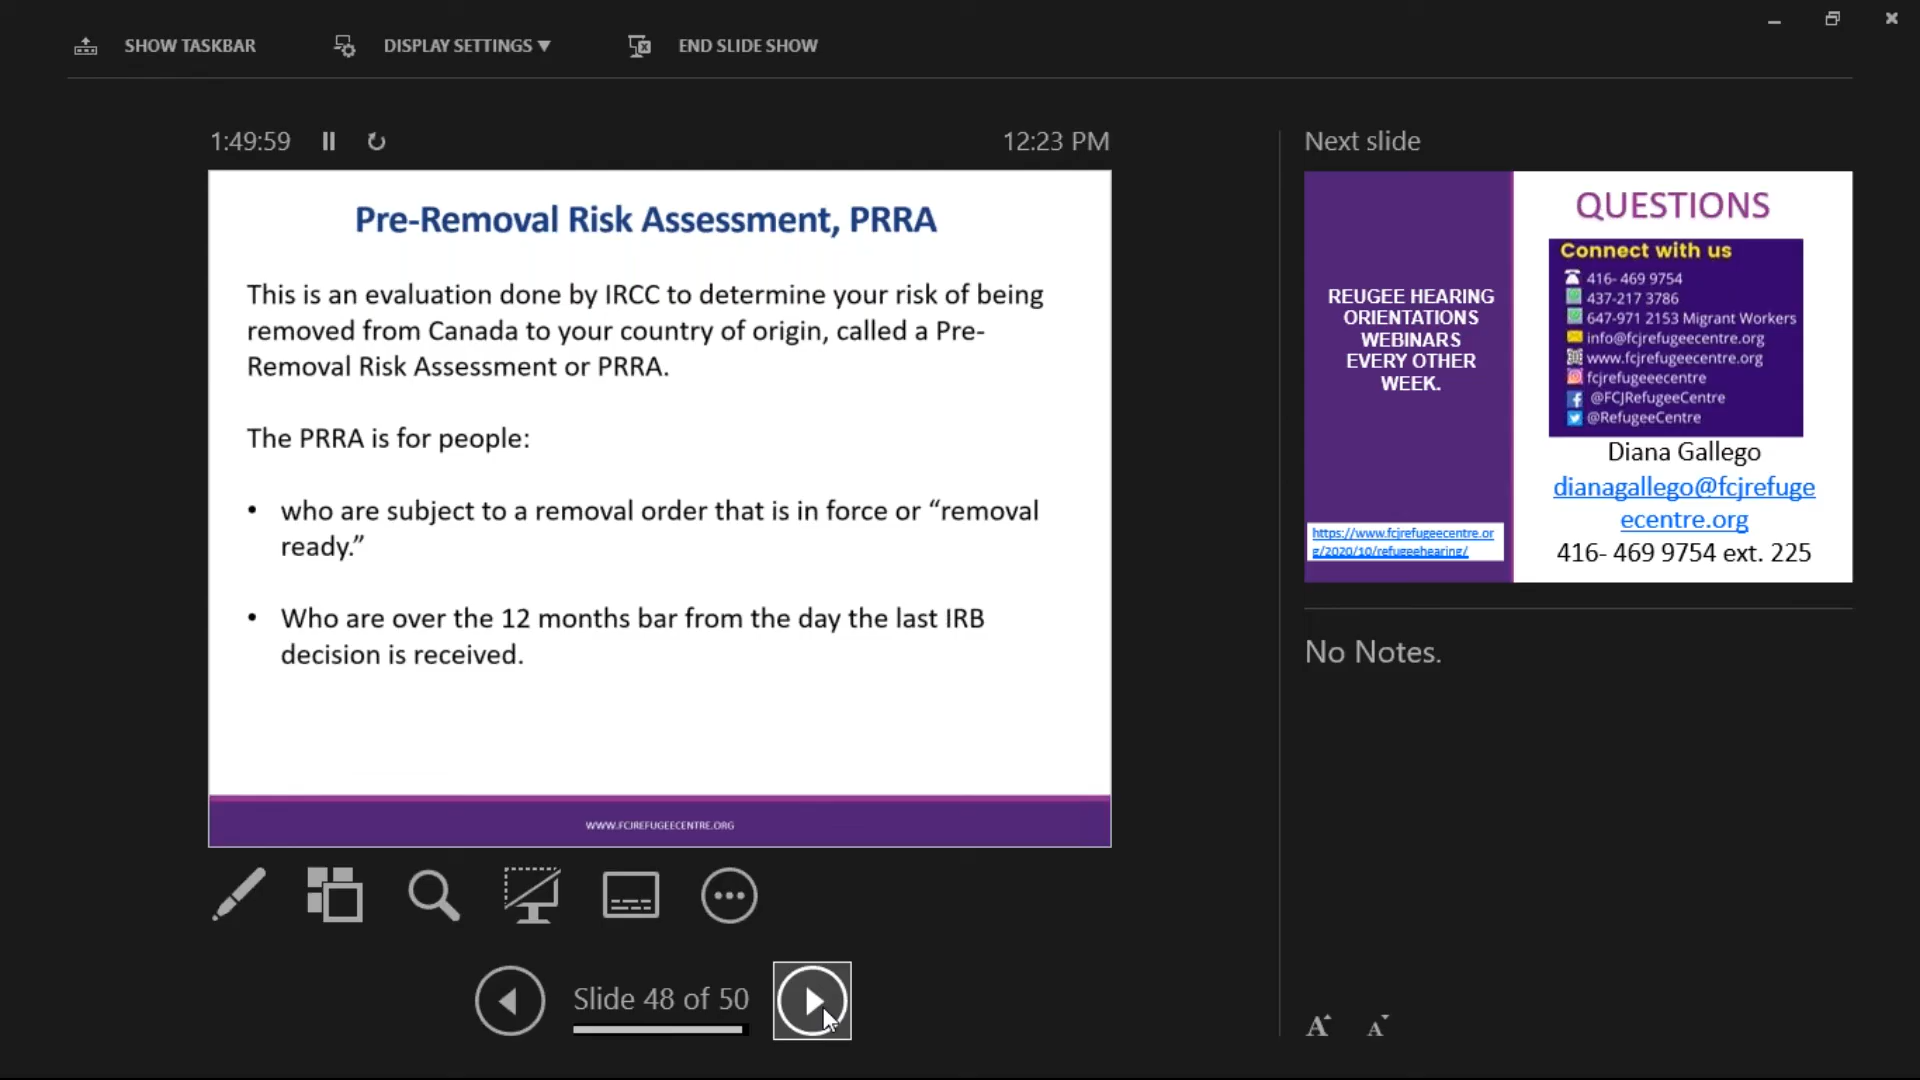 SHOW TASKBAR
DISPLAY SETTINGS ▼
END SLIDE SHOW
1:49:59
12:23 PM
Pre-Removal Risk Assessment, PRRA
This is an evaluation done by IRCC to determine your risk of being
removed from Canada to your country of origin, called a Pre-
Removal Risk Assessment or PRRA.
The PRRA is for people:
• who are subject to a removal order that is in force or “removal
ready.”
• Who are over the 12 months bar from the day the last IRB
decision is received.
WWW.FCJREFUGEECENTRE.ORG
Slide 48 of 50
Next slide
REUGEE HEARING
ORIENTATIONS
WEBINARS
EVERY OTHER
WEEK.
https://www.fcjrefugeecentre.or
g/2020/10/refugeehearing/
QUESTIONS
Connect with us
416- 469 9754
437-217 3786
647-971 2153 Migrant Workers
info@fcjrefugeecentre.org
www.fcjrefugeecentre.org
fcjrefugeeecentre
@FCJRefugeeCentre
@RefugeeCentre
Diana Gallego
dianagallego@fcjrefuge
ecentre.org
416- 469 9754 ext. 225
No Notes.
A A